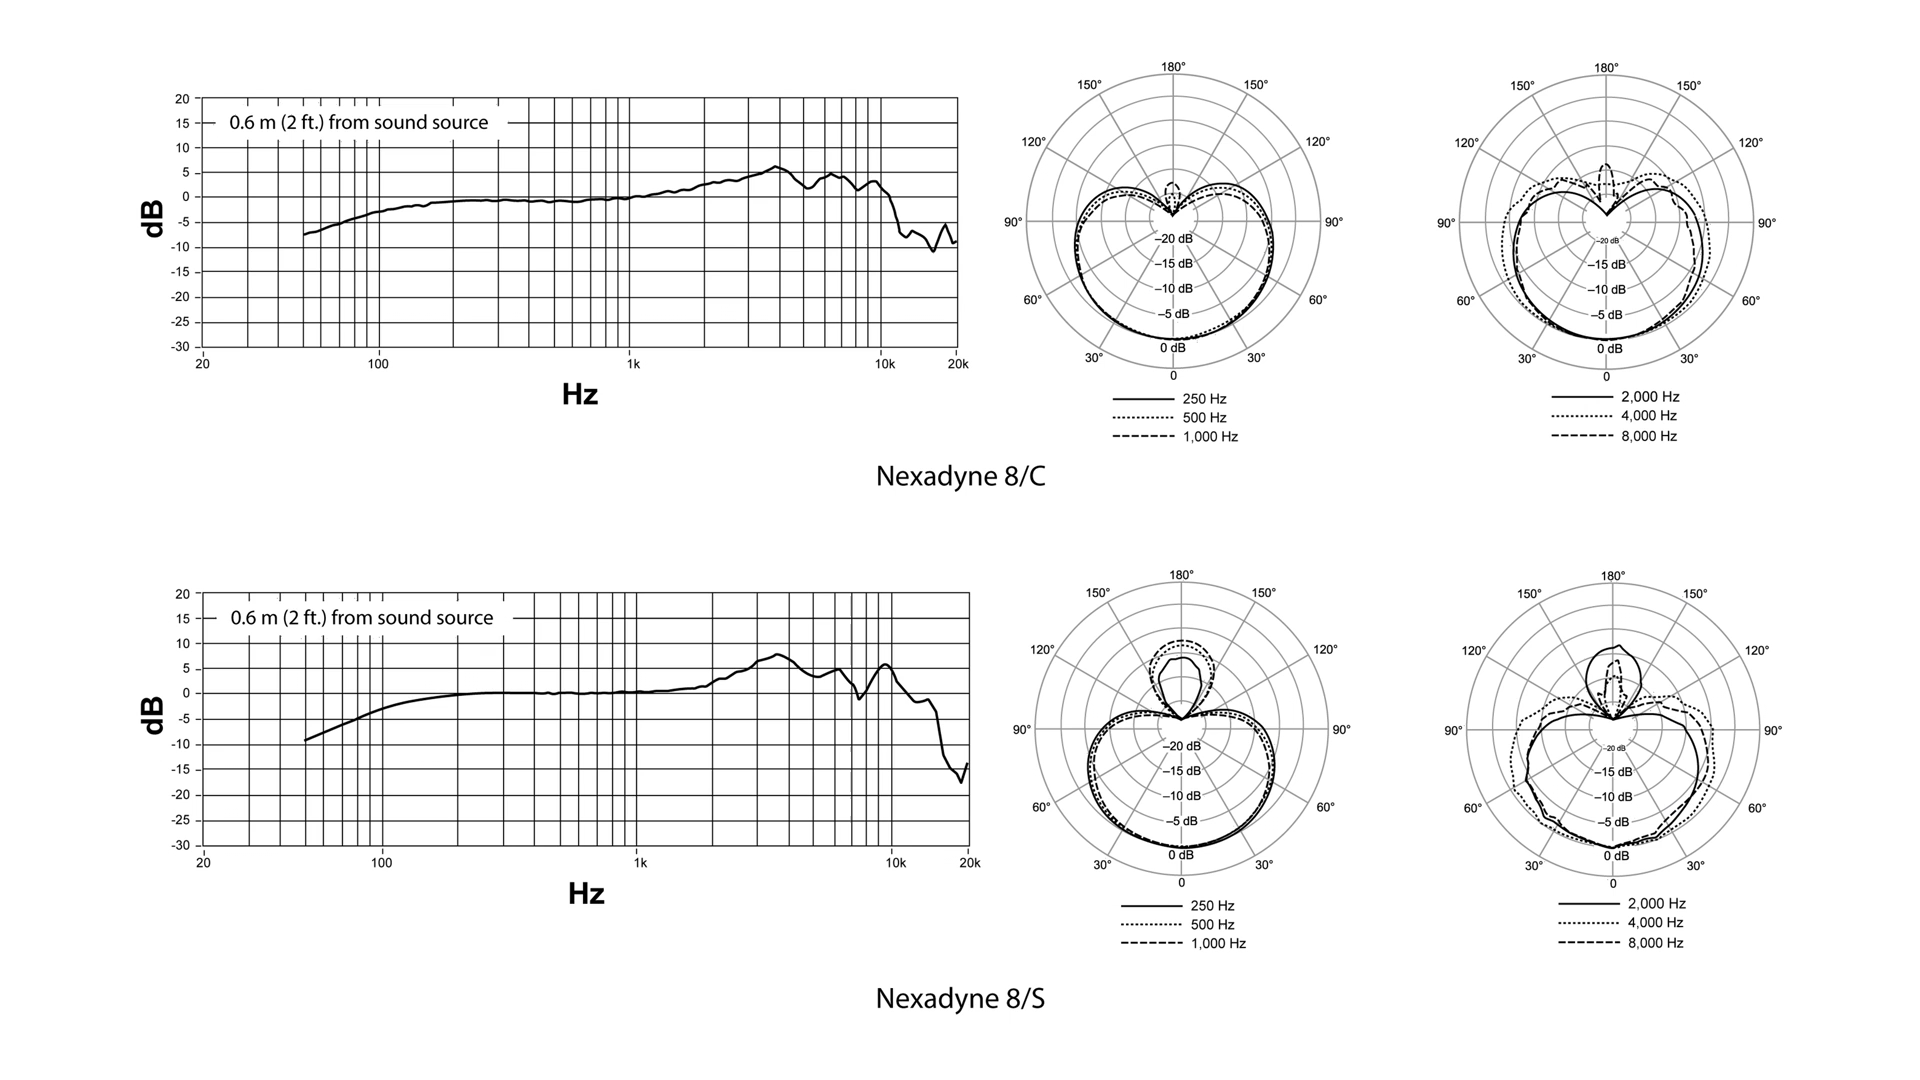 20
15
10
5
0
-5
-10
-15
-20
-25
-30
dB
0.6 m (2 ft.) from sound source
20 100 1k 10k 20k
Hz
180°
150° 150°
120° 120°
90° 90°
60° 60°
30° 30°
0
–20 dB
–15 dB
–10 dB
–5 dB
0 dB
250 Hz
500 Hz
1,000 Hz
180°
150° 150°
120° 120°
90° 90°
60° 60°
30° 30°
0
–20 dB
–15 dB
–10 dB
–5 dB
0 dB
2,000 Hz
4,000 Hz
8,000 Hz
Nexadyne 8/C
20
15
10
5
0
-5
-10
-15
-20
-25
-30
dB
0.6 m (2 ft.) from sound source
20 100 1k 10k 20k
Hz
180°
150° 150°
120° 120°
90° 90°
60° 60°
30° 30°
0
–20 dB
–15 dB
–10 dB
–5 dB
0 dB
250 Hz
500 Hz
1,000 Hz
180°
150° 150°
120° 120°
90° 90°
60° 60°
30° 30°
0
–20 dB
–15 dB
–10 dB
–5 dB
0 dB
2,000 Hz
4,000 Hz
8,000 Hz
Nexadyne 8/S